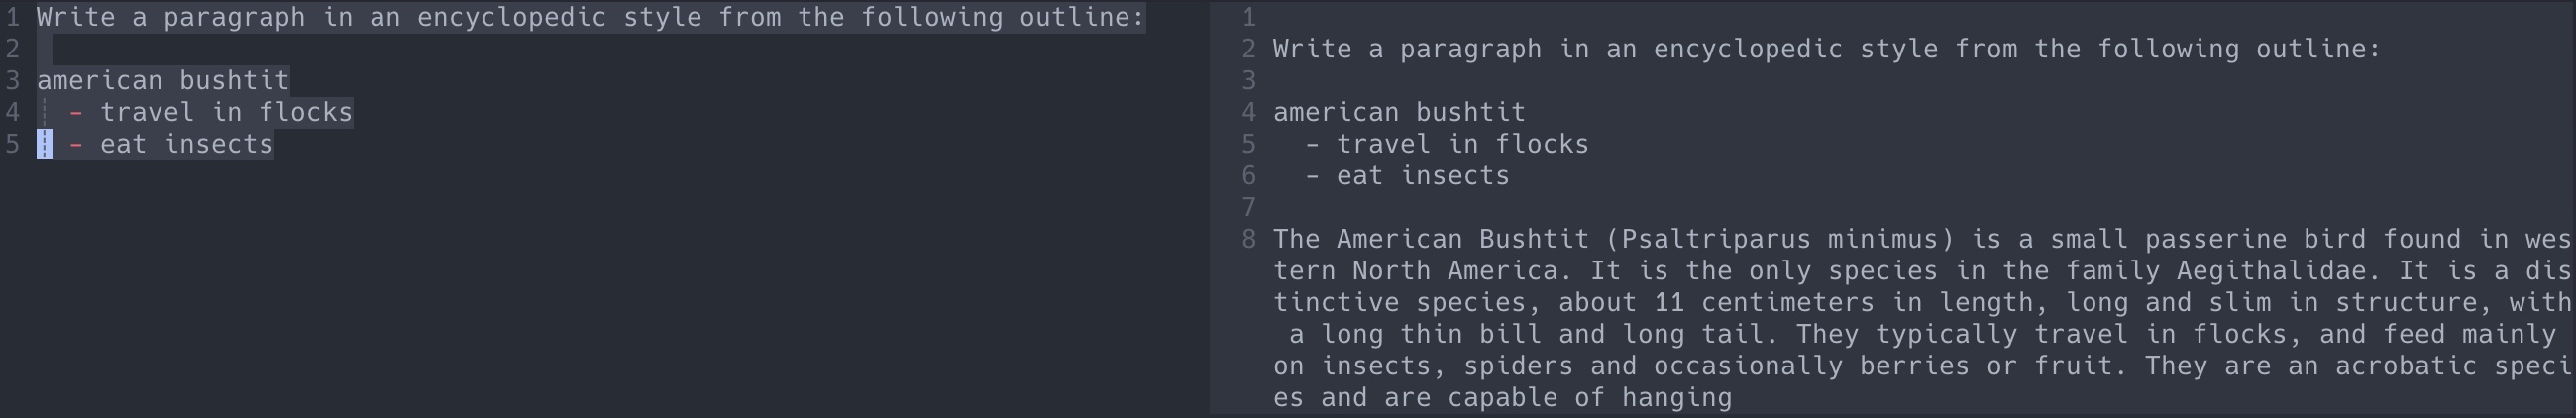 1 Write a paragraph in an encyclopedic style from the following outline:
2
3 american bushtit
4   - travel in flocks
5   - eat insects
1
2 Write a paragraph in an encyclopedic style from the following outline:
3
4 american bushtit
5   - travel in flocks
6   - eat insects
7
8 The American Bushtit (Psaltriparus minimus) is a small passerine bird found in wes
tern North America. It is the only species in the family Aegithalidae. It is a dis
tinctive species, about 11 centimeters in length, long and slim in structure, with
 a long thin bill and long tail. They typically travel in flocks, and feed mainly
on insects, spiders and occasionally berries or fruit. They are an acrobatic speci
es and are capable of hanging